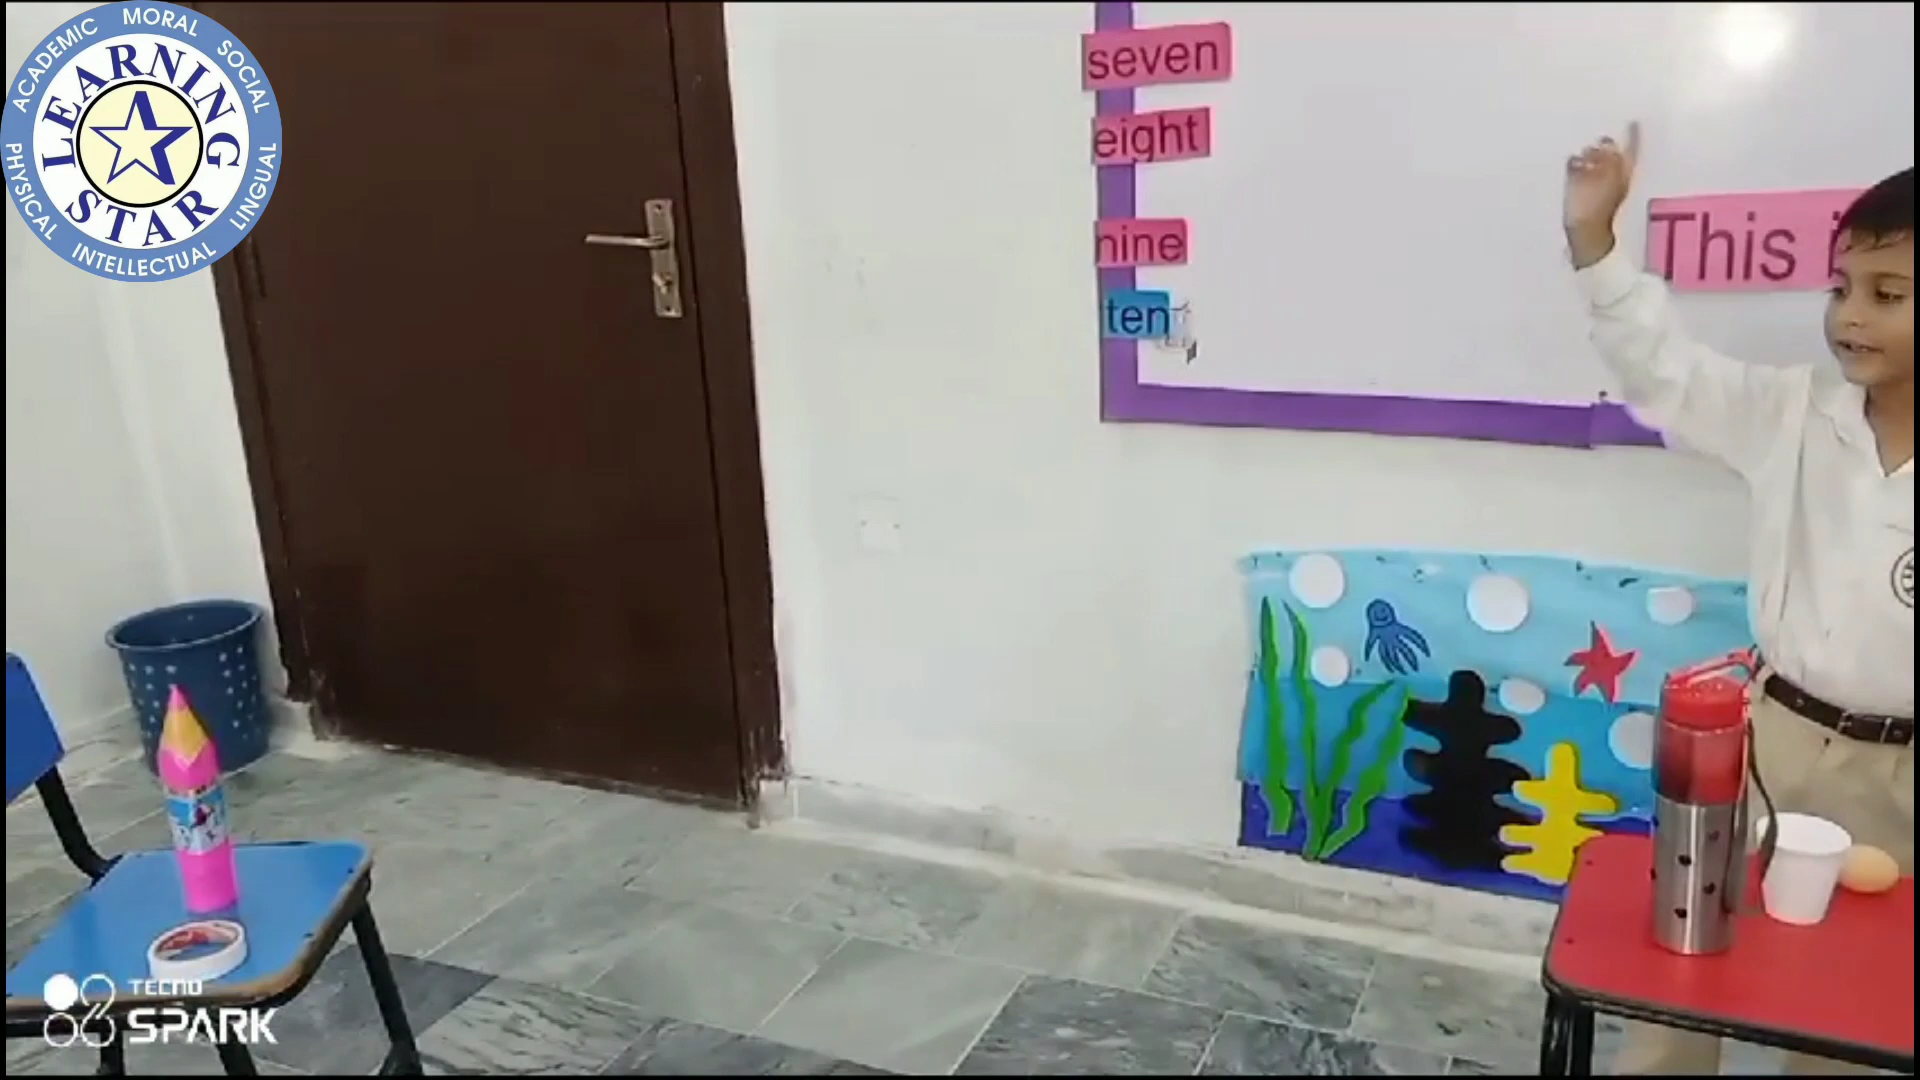 ACADEMIC MORAL SOCIAL
PHYSICAL INTELLECTUAL LINGUAL
LEARNING
STAR
seven
eight
nine
ten
This
TECNO
SPARK